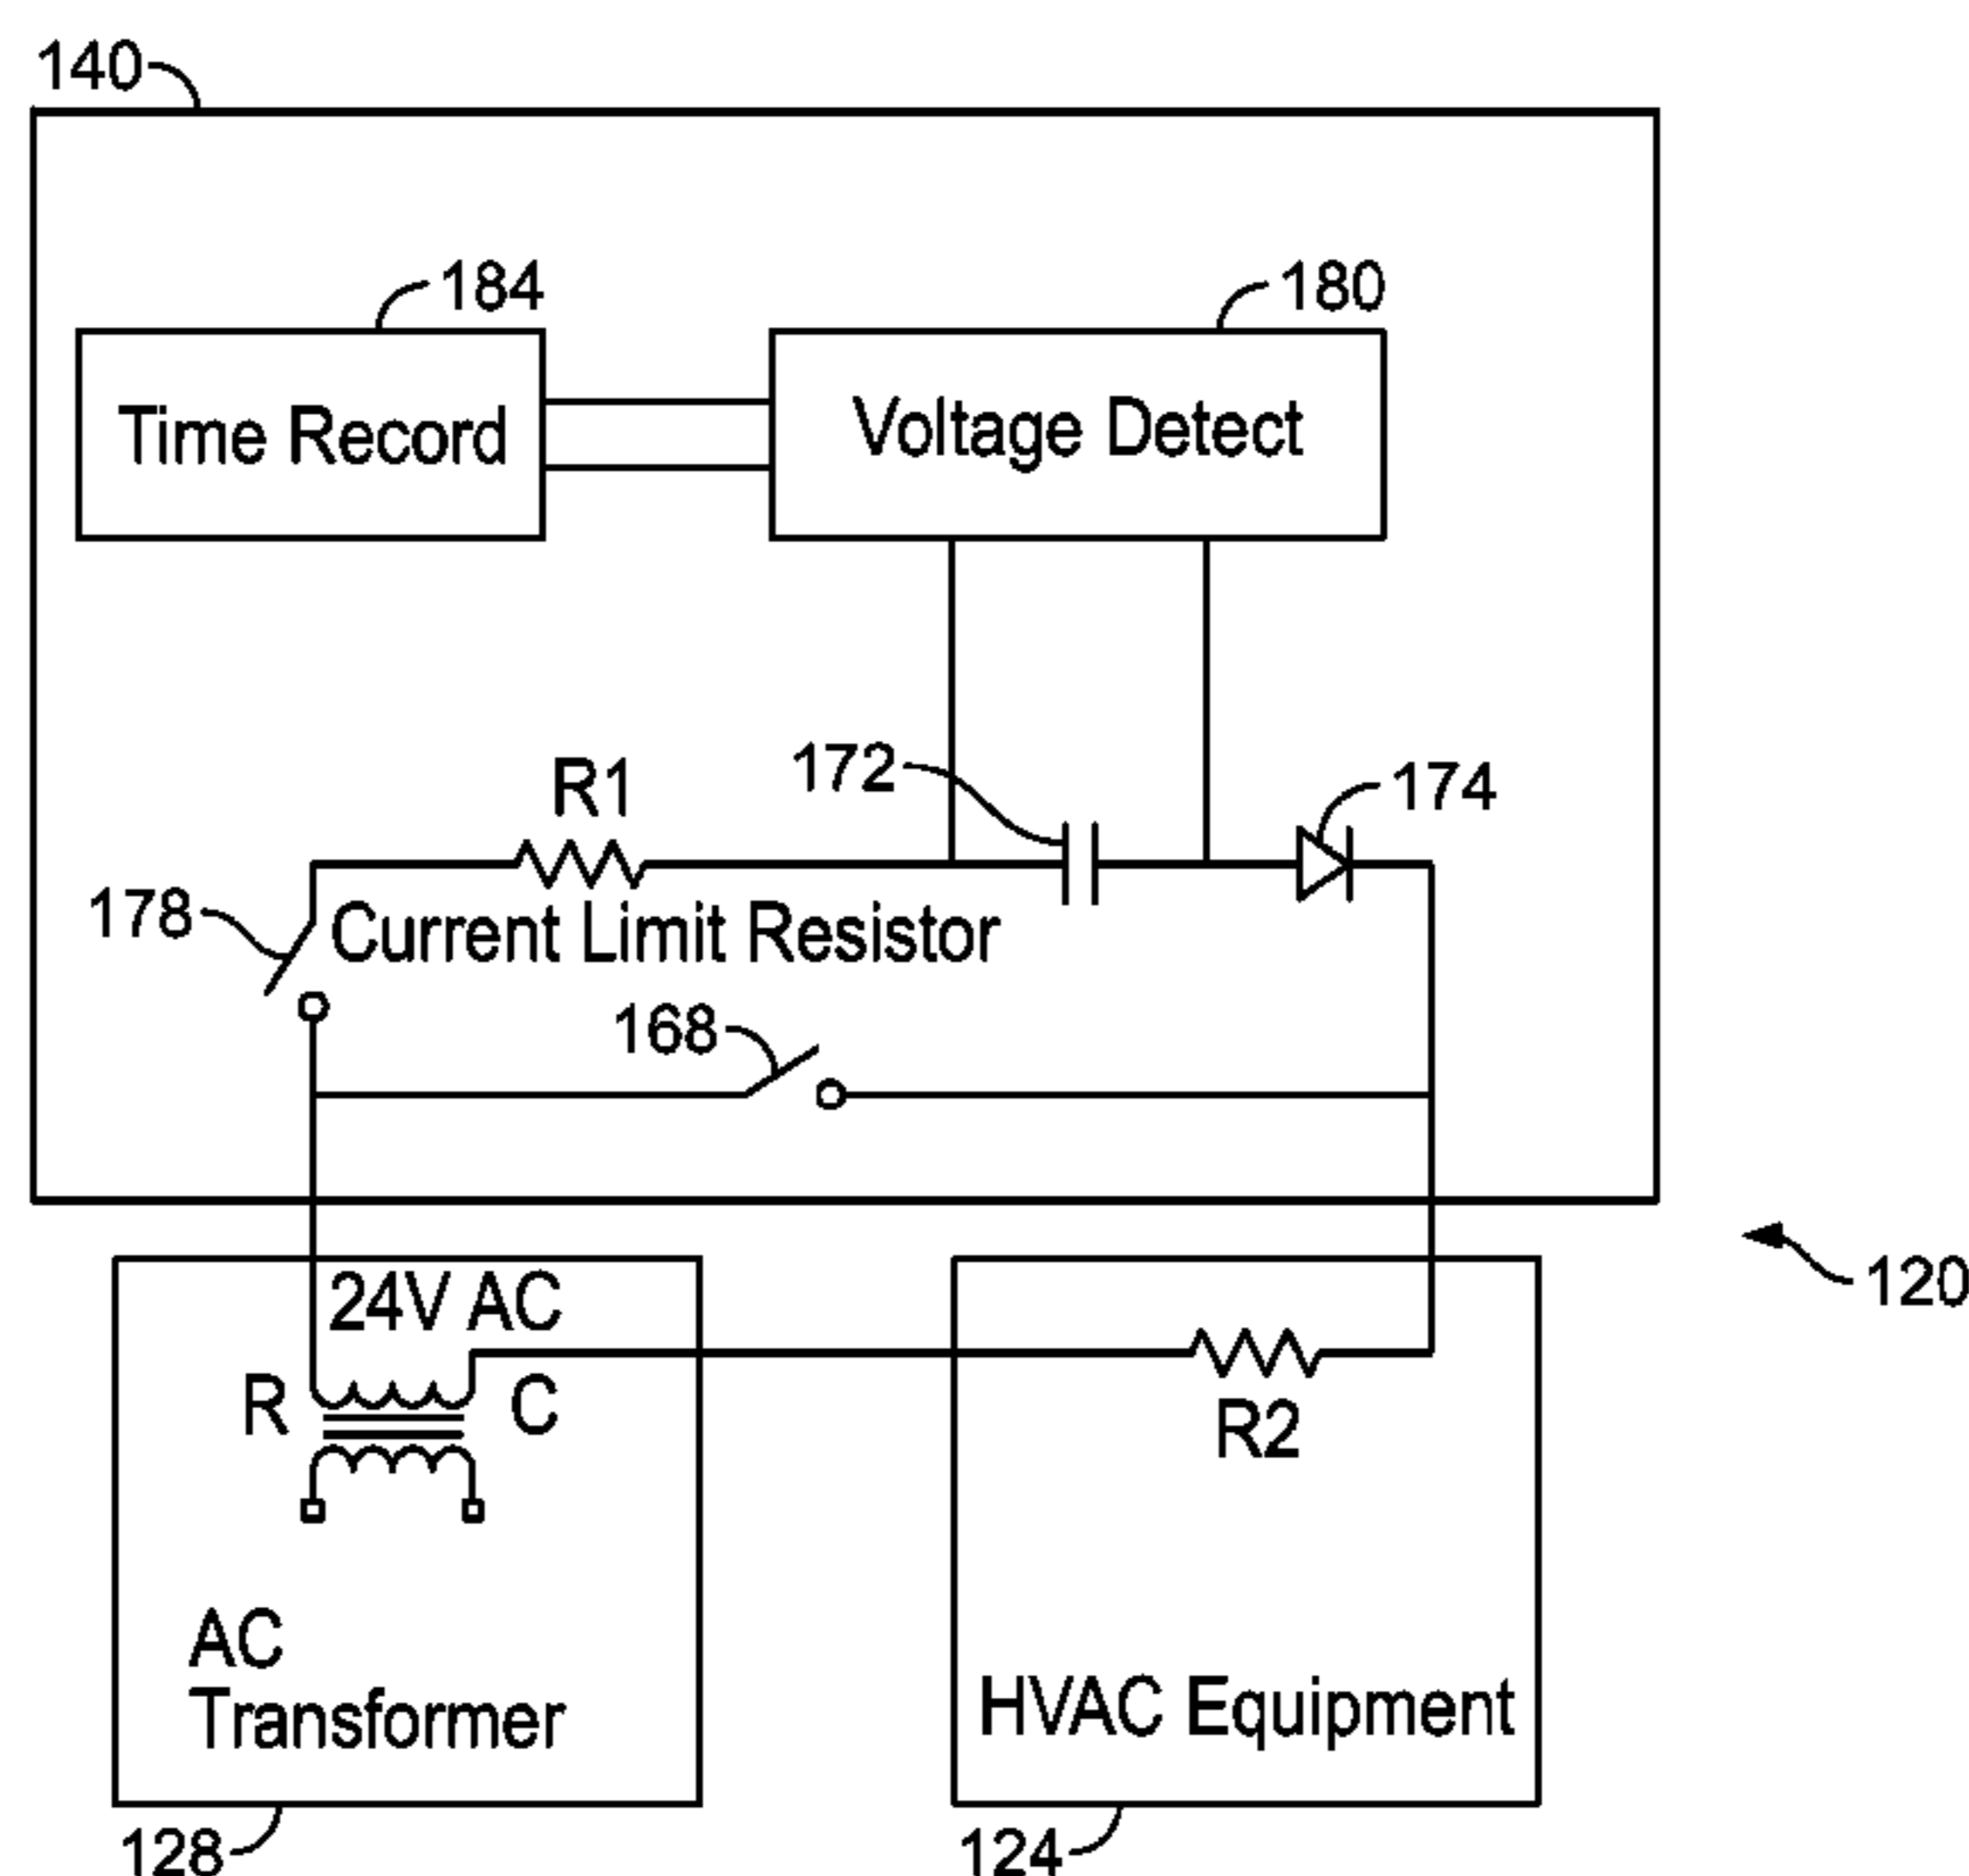 140
184
180
Time Record
Voltage Detect
172
174
R1
178
Current Limit Resistor
168
120
24V AC
R
C
R2
AC
Transformer
HVAC Equipment
128
124